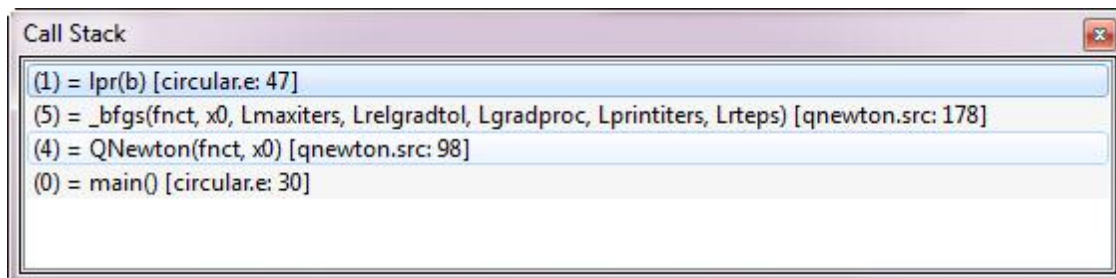 Call Stack
(1) = lpr(b) [circular.e: 47]
(5) = _bfgs(fnct, x0, Lmaxiters, Lrelgradtol, Lgradproc, Lprintiters, Lrteps) [qnewton.src: 178]
(4) = QNewton(fnct, x0) [qnewton.src: 98]
(0) = main() [circular.e: 30]